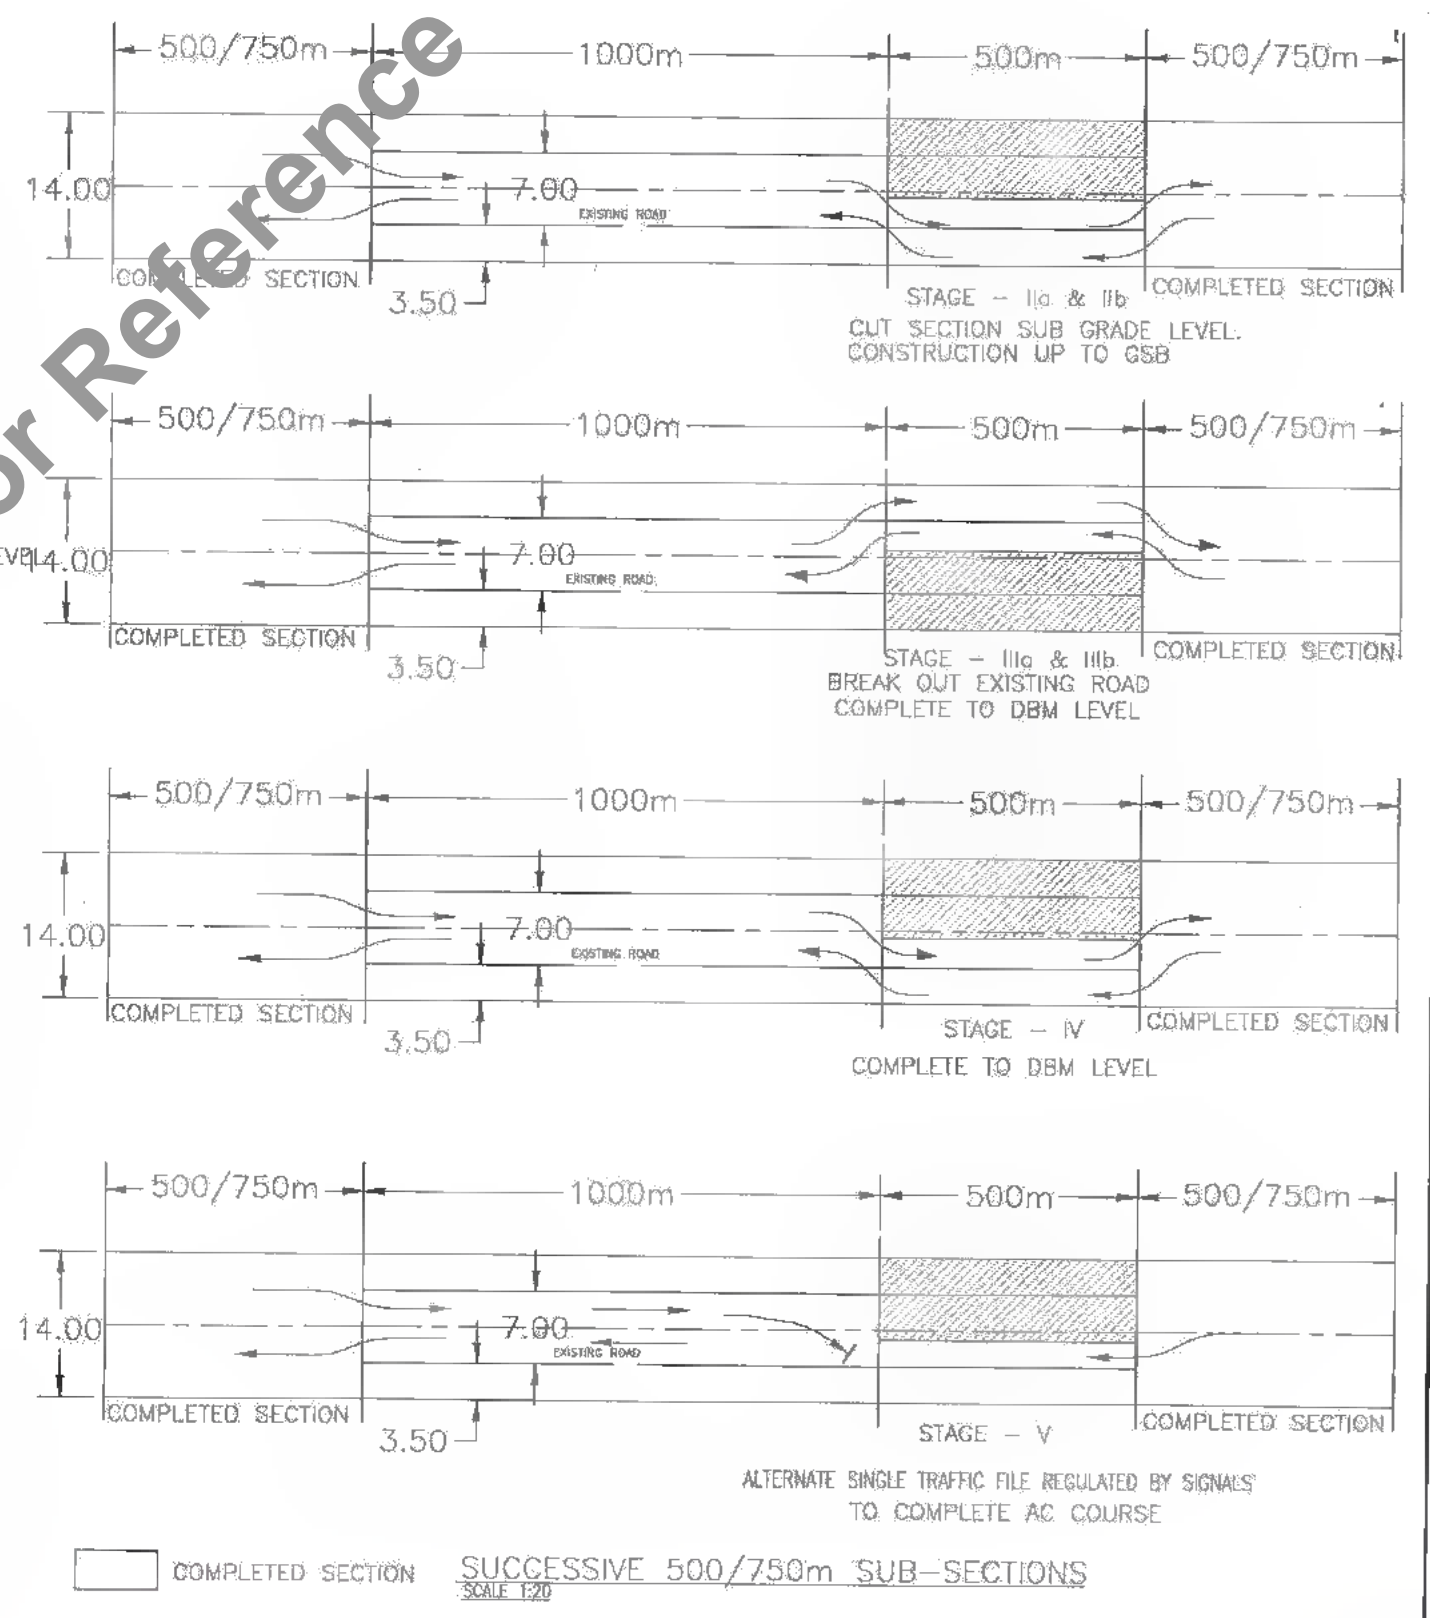 500/750m 1000m 500m 500/750m
14.00
7.00
EXISTING ROAD
3.50
COMPLETED SECTION
COMPLETED SECTION
STAGE - IIa & IIb
CUT SECTION SUB GRADE LEVEL.
CONSTRUCTION UP TO GSB
or Reference
500/750m 1000m 500m 500/750m
14.00
7.00
EXISTING ROAD
3.50
COMPLETED SECTION
COMPLETED SECTION
STAGE - IIIa & IIIb
BREAK OUT EXISTING ROAD
COMPLETE TO DBM LEVEL
500/750m 1000m 500m 500/750m
14.00
7.00
EXISTING ROAD
3.50
COMPLETED SECTION
COMPLETED SECTION
STAGE - IV
COMPLETE TO DBM LEVEL
500/750m 1000m 500m 500/750m
14.00
7.00
EXISTING ROAD
3.50
COMPLETED SECTION
COMPLETED SECTION
STAGE - V
ALTERNATE SINGLE TRAFFIC FILE REGULATED BY SIGNALS
TO COMPLETE AC COURSE
COMPLETED SECTION
SUCCESSIVE 500/750m SUB-SECTIONS
SCALE 1:20